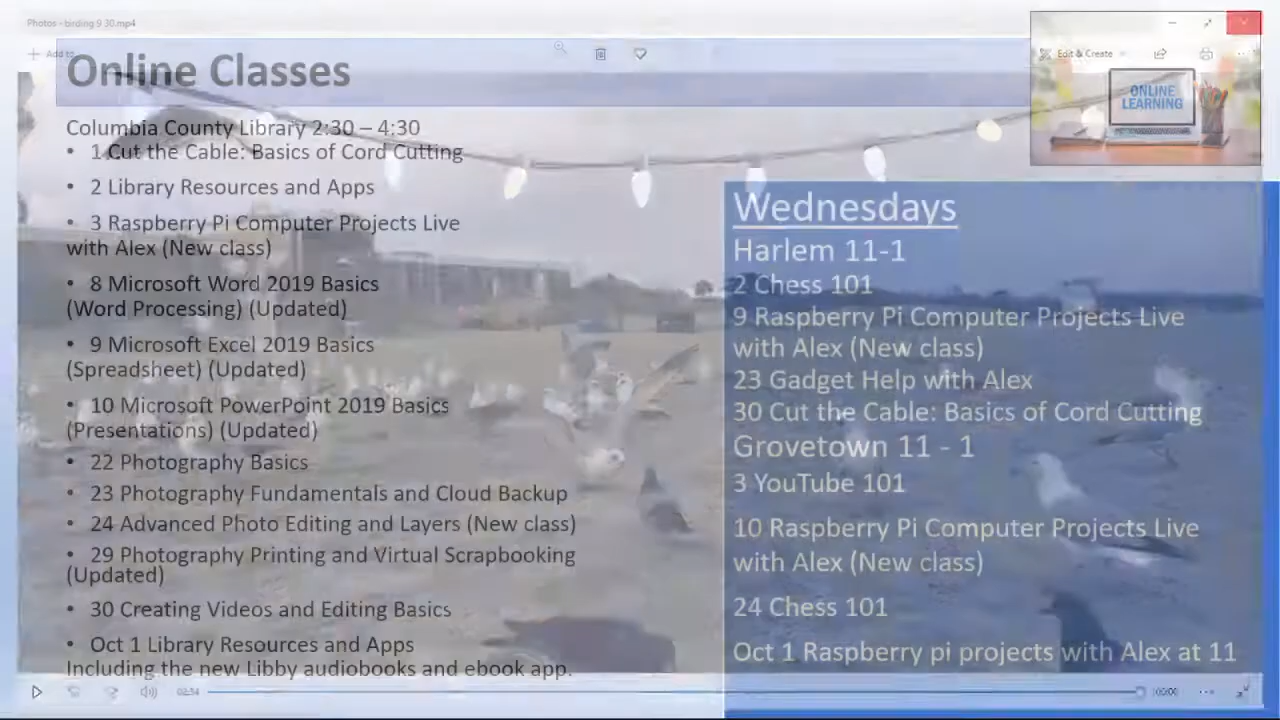 Photos - birding 9 30.mp4
Add to
Edit & Create
Online Classes
ONLINE
LEARNING
Columbia County Library 2:30 – 4:30
• 1 Cut the Cable: Basics of Cord Cutting
• 2 Library Resources and Apps
• 3 Raspberry Pi Computer Projects Live
with Alex (New class)
• 8 Microsoft Word 2019 Basics
(Word Processing) (Updated)
• 9 Microsoft Excel 2019 Basics
(Spreadsheet) (Updated)
• 10 Microsoft PowerPoint 2019 Basics
(Presentations) (Updated)
• 22 Photography Basics
• 23 Photography Fundamentals and Cloud Backup
• 24 Advanced Photo Editing and Layers (New class)
• 29 Photography Printing and Virtual Scrapbooking
(Updated)
• 30 Creating Videos and Editing Basics
• Oct 1 Library Resources and Apps
Including the new Libby audiobooks and ebook app.
Wednesdays
Harlem 11-1
2 Chess 101
9 Raspberry Pi Computer Projects Live
with Alex (New class)
23 Gadget Help with Alex
30 Cut the Cable: Basics of Cord Cutting
Grovetown 11 - 1
3 YouTube 101
10 Raspberry Pi Computer Projects Live
with Alex (New class)
24 Chess 101
Oct 1 Raspberry pi projects with Alex at 11